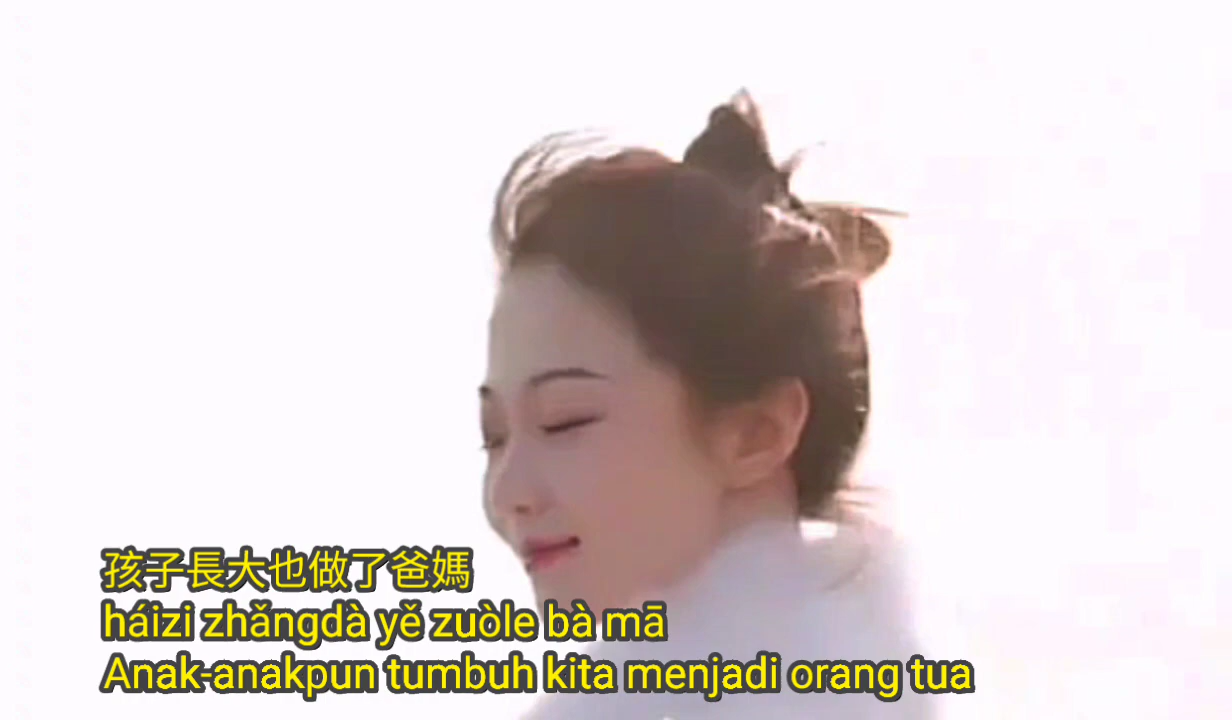 孩子長大也做了爸媽
háizi zhǎngdà yě zuòle bà mā
Anak-anakpun tumbuh kita menjadi orang tua